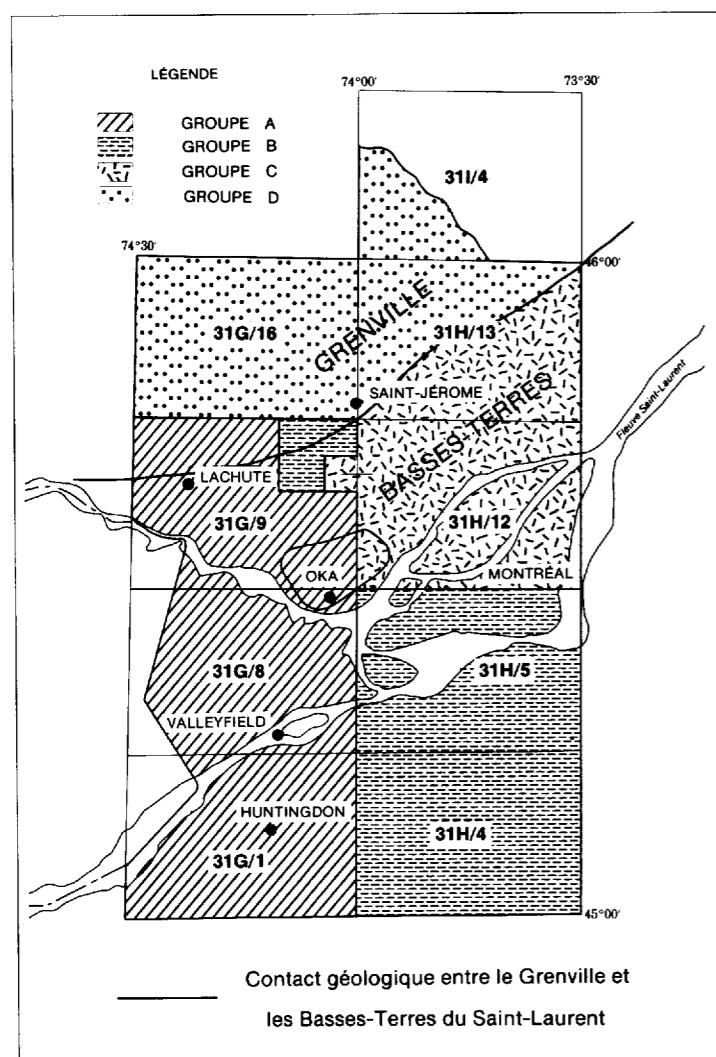 LÉGENDE
GROUPE A
GROUPE B
GROUPE C
GROUPE D
74°00'
73°30'
31I/4
74°30'
46°00'
31G/16
GRENVILLE
31H/13
SAINT-JÉROME
Fleuve Saint-Laurent
BASSES-TERRES
LACHUTE
31G/9
31H/12
OKA
MONTRÉAL
31G/8
31H/5
VALLEYFIELD
HUNTINGDON
31H/4
31G/1
45°00'
Contact géologique entre le Grenville et
les Basses-Terres du Saint-Laurent